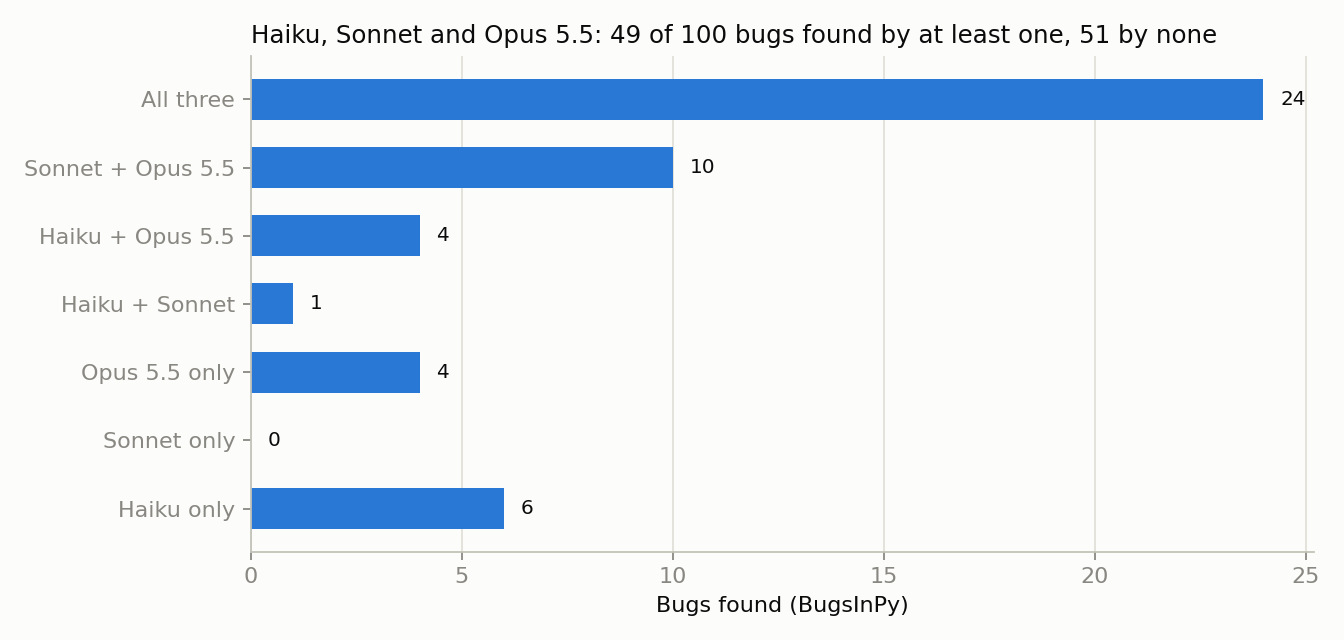 Haiku, Sonnet and Opus 5.5: 49 of 100 bugs found by at least one, 51 by none
All three
24
Sonnet + Opus 5.5
10
Haiku + Opus 5.5
4
Haiku + Sonnet
1
Opus 5.5 only
4
Sonnet only
0
Haiku only
6
0 5 10 15 20 25
Bugs found (BugsInPy)